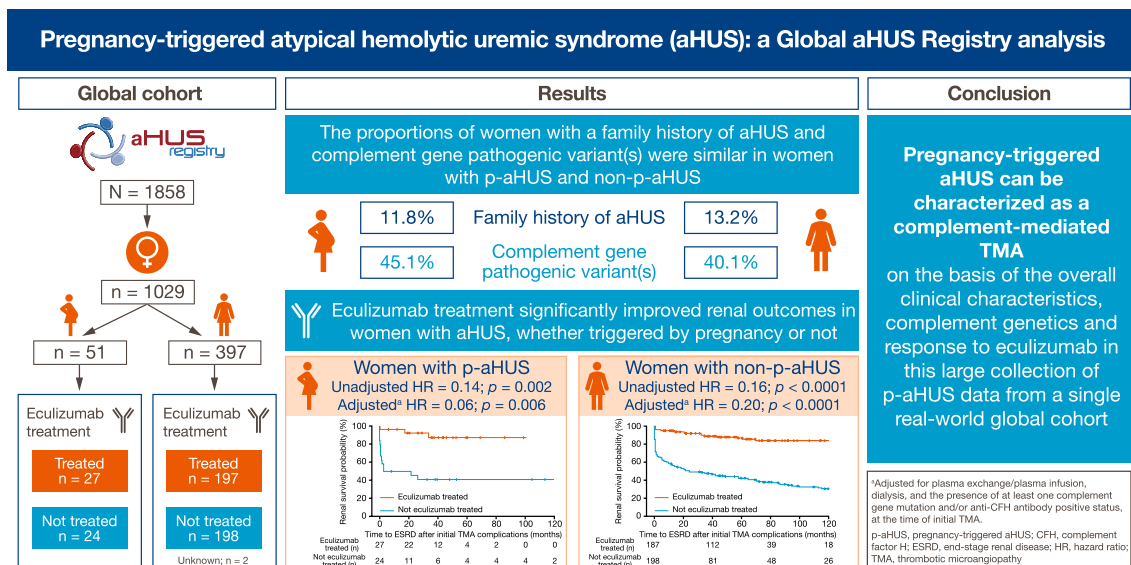 Pregnancy-triggered atypical hemolytic uremic syndrome (aHUS): a Global aHUS Registry analysis
Global cohort
aHUS
registry
N = 1858
n = 1029
n = 51
n = 397
Eculizumab
treatment
Treated
n = 27
Not treated
n = 24
Eculizumab
treatment
Treated
n = 197
Not treated
n = 198
Unknown; n = 2
Results
The proportions of women with a family history of aHUS and
complement gene pathogenic variant(s) were similar in women
with p-aHUS and non-p-aHUS
11.8% Family history of aHUS 13.2%
45.1% Complement gene 40.1%
pathogenic variant(s)
Eculizumab treatment significantly improved renal outcomes in
women with aHUS, whether triggered by pregnancy or not
Women with p-aHUS
Unadjusted HR = 0.14; p = 0.002
Adjustedᵃ HR = 0.06; p = 0.006
Renal survival probability (%)
100
80
60
40
20
0
Eculizumab treated
Not eculizumab treated
0 20 40 60 80 100 120
Time to ESRD after initial TMA complications (months)
Eculizumab
treated (n) 27 22 12 4 2 0 0
Not eculizumab
treated (n) 24 11 6 4 4 4 2
Women with non-p-aHUS
Unadjusted HR = 0.16; p < 0.0001
Adjustedᵃ HR = 0.20; p < 0.0001
Renal survival probability (%)
100
80
60
40
20
0
Eculizumab treated
Not eculizumab treated
0 20 40 60 80 100 120
Time to ESRD after initial TMA complications (months)
Eculizumab
treated (n) 187 112 39 18
Not eculizumab
treated (n) 198 81 48 26
Conclusion
Pregnancy-triggered
aHUS can be
characterized as a
complement-mediated
TMA
on the basis of the overall
clinical characteristics,
complement genetics and
response to eculizumab in
this large collection of
p-aHUS data from a single
real-world global cohort
ᵃAdjusted for plasma exchange/plasma infusion,
dialysis, and the presence of at least one complement
gene mutation and/or anti-CFH antibody positive status,
at the time of initial TMA.
p-aHUS, pregnancy-triggered aHUS; CFH, complement
factor H; ESRD, end-stage renal disease; HR, hazard ratio;
TMA, thrombotic microangiopathy